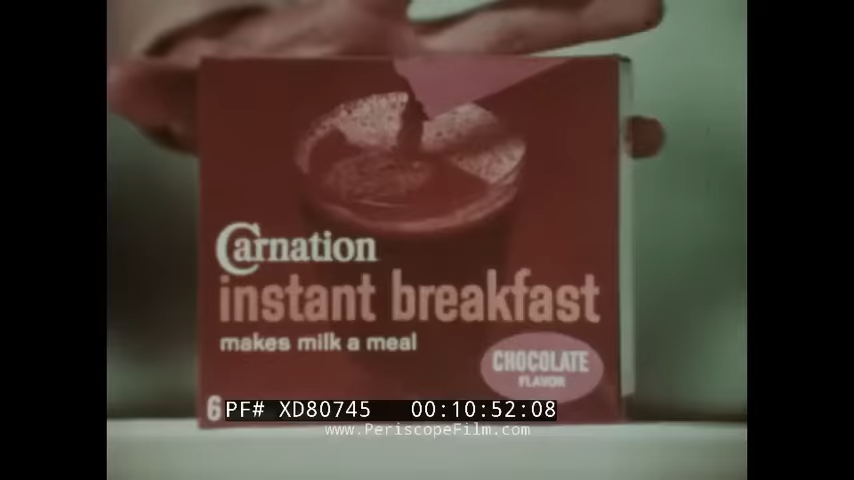 Carnation
instant breakfast
makes milk a meal
CHOCOLATE
FLAVOR
6
PF# XD80745 00:10:52:08
www.PeriscopeFilm.com